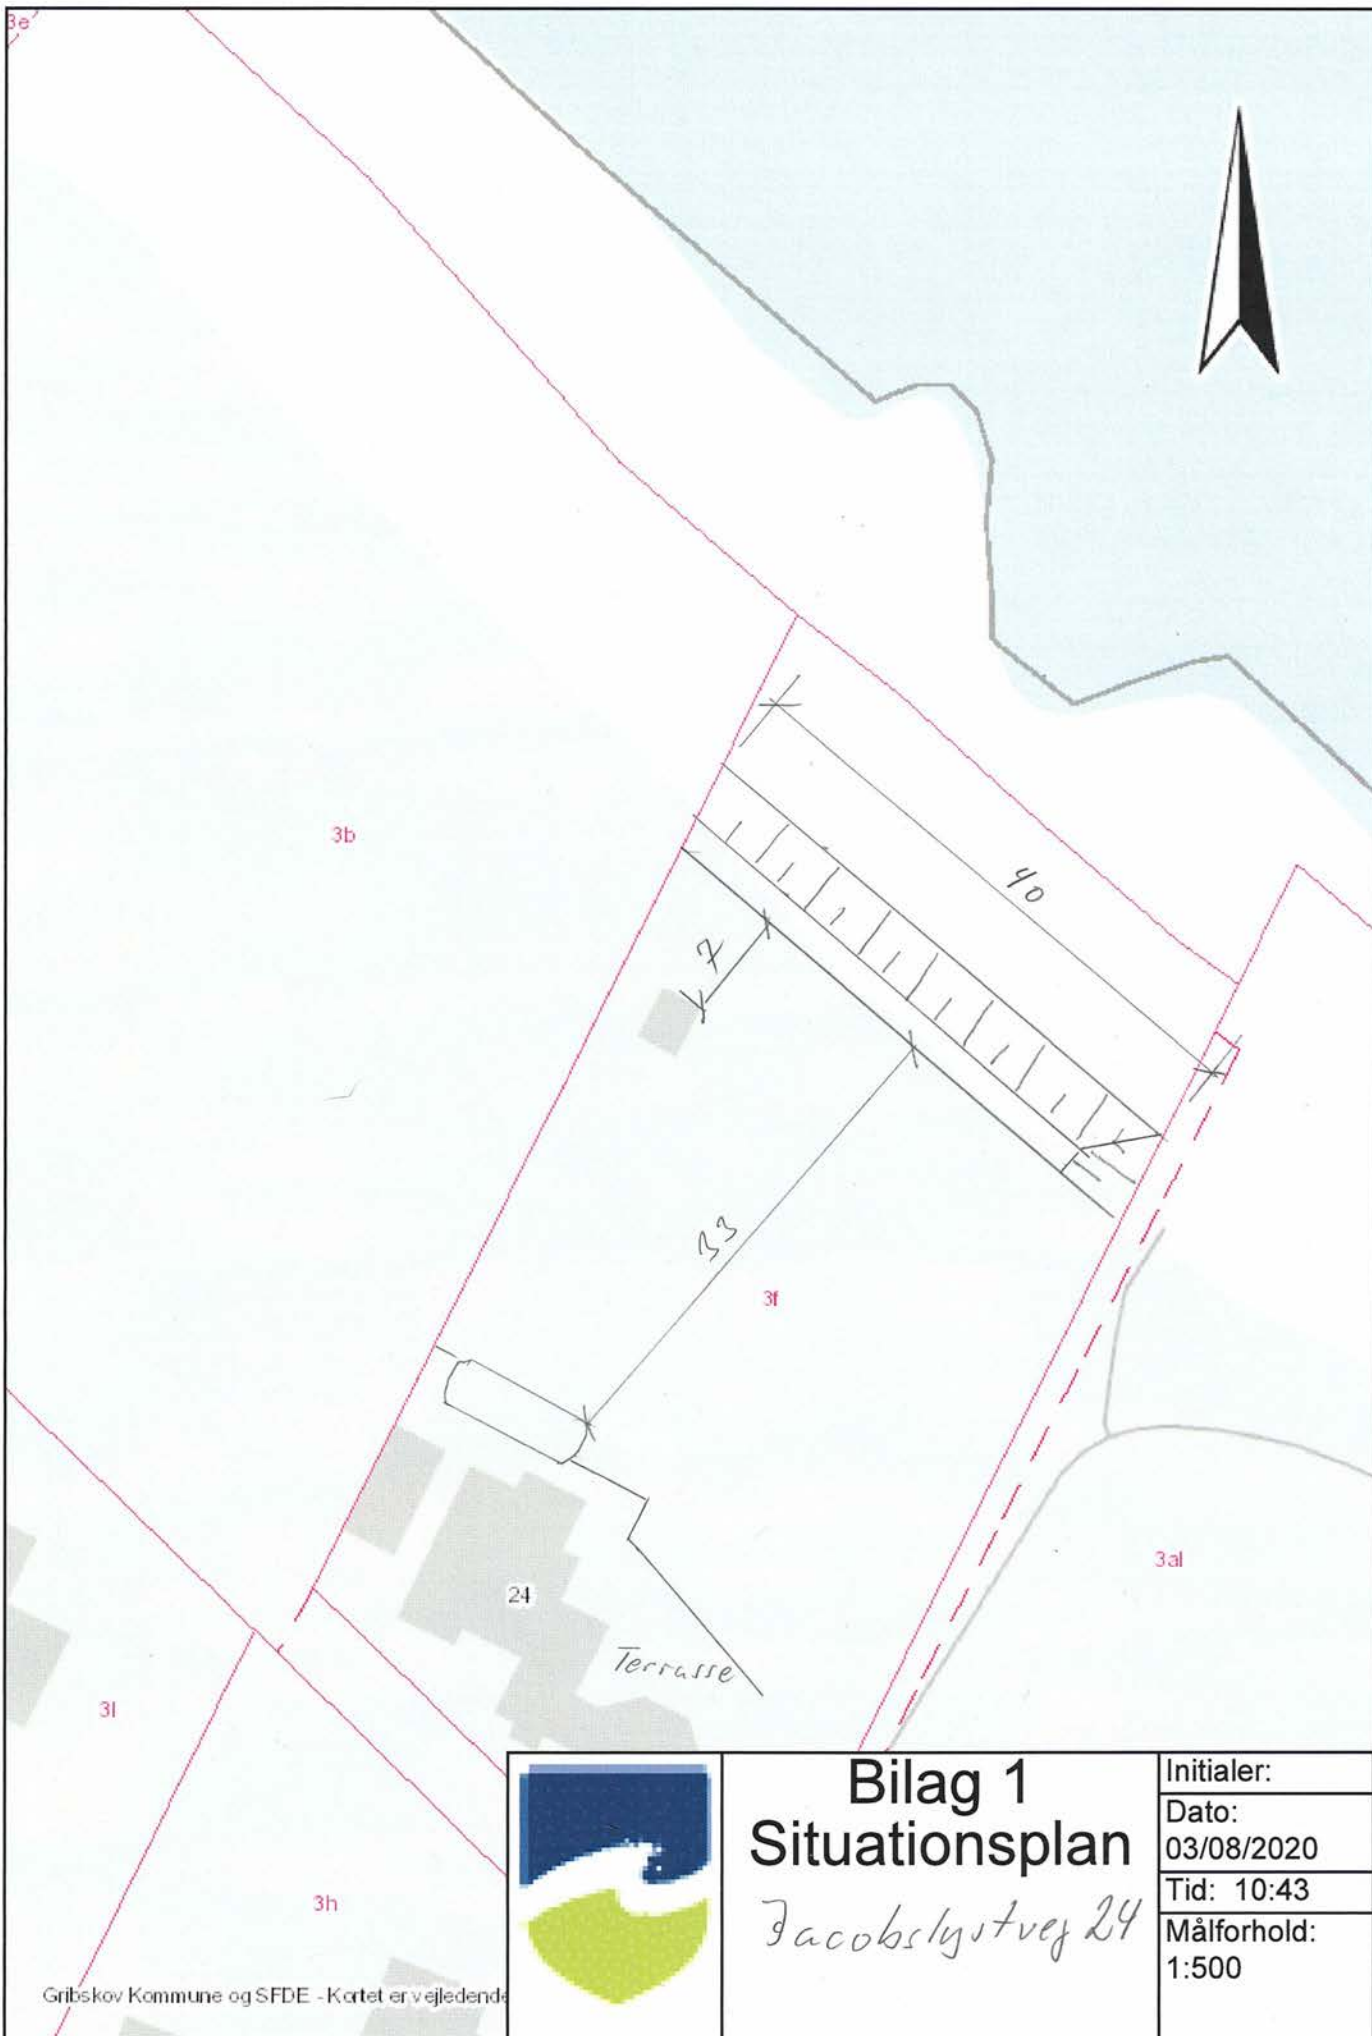 3e
3b
40
7
33
3f
3al
24
Terrasse
3l
3h
Gribskov Kommune og SFDE - Kortet er vejledende
Bilag 1
Situationsplan
Jacobslystvej 24
Initialer:
Dato:
03/08/2020
Tid: 10:43
Målforhold:
1:500